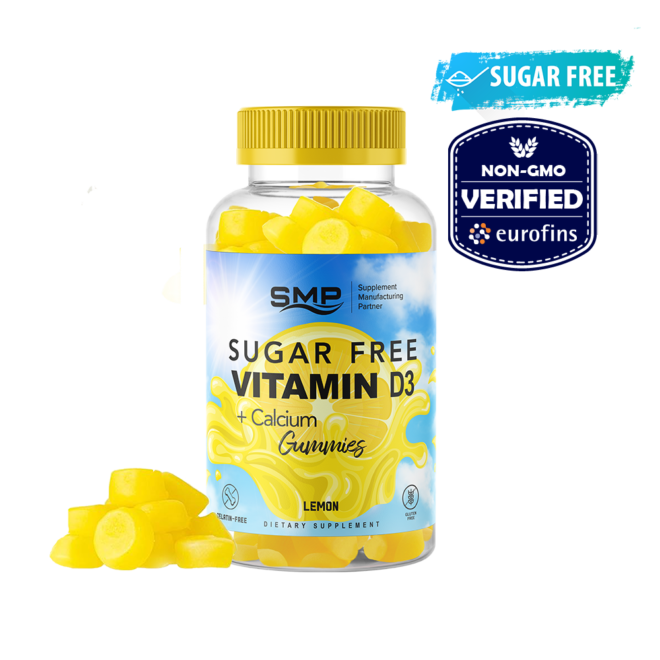 SUGAR FREE
NON-GMO
VERIFIED
eurofins
SMP
Supplement
Manufacturing
Partner
SUGAR FREE
VITAMIN D3
+ Calcium
Gummies
LEMON
DIETARY SUPPLEMENT
GELATIN-FREE
GLUTEN
FREE